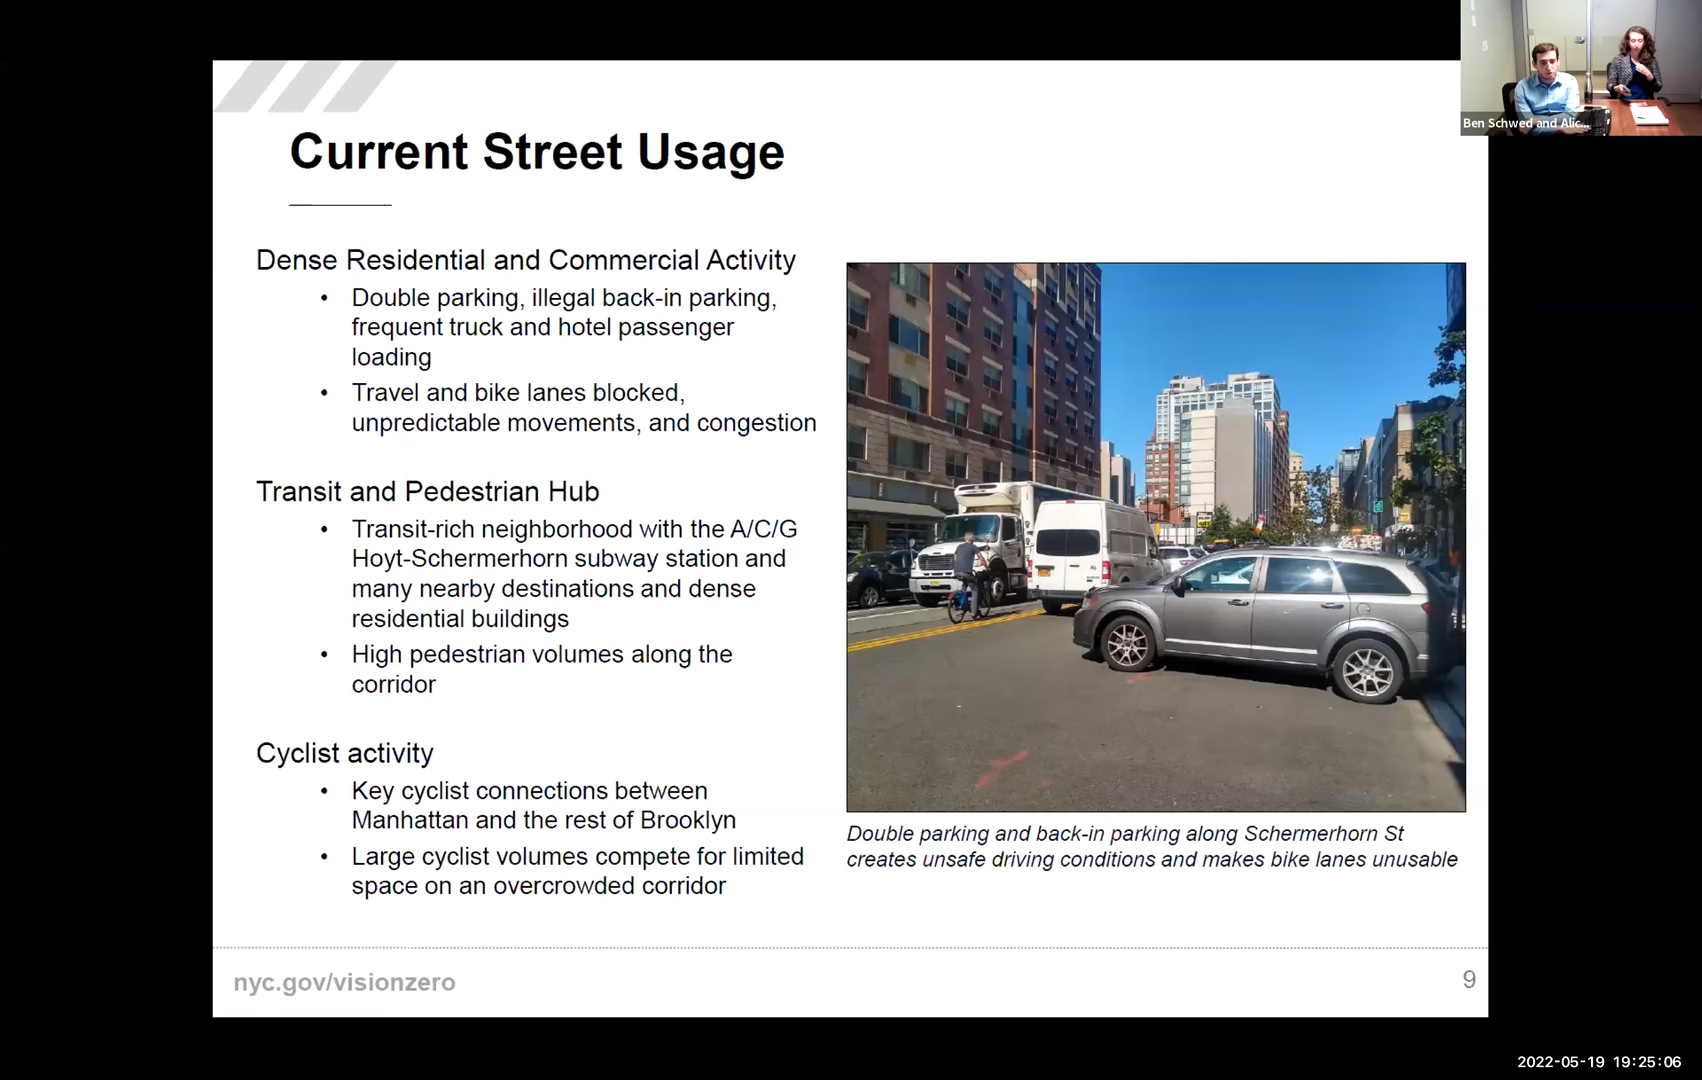 Current Street Usage
Dense Residential and Commercial Activity
• Double parking, illegal back-in parking,
frequent truck and hotel passenger
loading
• Travel and bike lanes blocked,
unpredictable movements, and congestion
Transit and Pedestrian Hub
• Transit-rich neighborhood with the A/C/G
Hoyt-Schermerhorn subway station and
many nearby destinations and dense
residential buildings
• High pedestrian volumes along the
corridor
Cyclist activity
• Key cyclist connections between
Manhattan and the rest of Brooklyn
• Large cyclist volumes compete for limited
space on an overcrowded corridor
Double parking and back-in parking along Schermerhorn St
creates unsafe driving conditions and makes bike lanes unusable
nyc.gov/visionzero
9
Ben Schwed and Alic...
2022-05-19 19:25:06